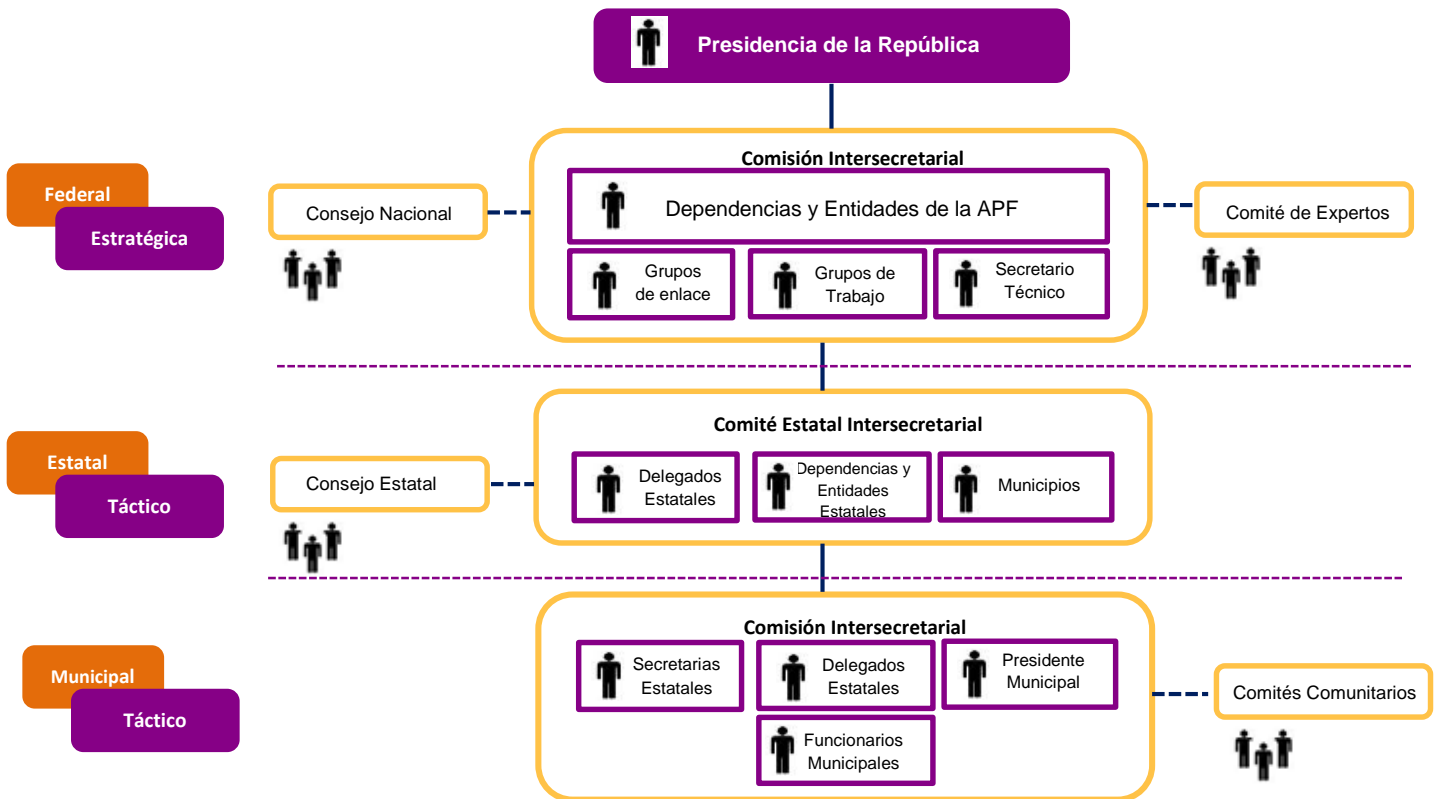 Presidencia de la República
Comisión Intersecretarial
Federal
Estratégica
Consejo Nacional
Dependencias y Entidades de la APF
Comité de Expertos
Grupos
de enlace
Grupos de
Trabajo
Secretario
Técnico
Comité Estatal Intersecretarial
Estatal
Táctico
Consejo Estatal
Delegados
Estatales
Dependencias y
Entidades
Estatales
Municipios
Comisión Intersecretarial
Municipal
Táctico
Secretarias
Estatales
Delegados
Estatales
Presidente
Municipal
Funcionarios
Municipales
Comités Comunitarios